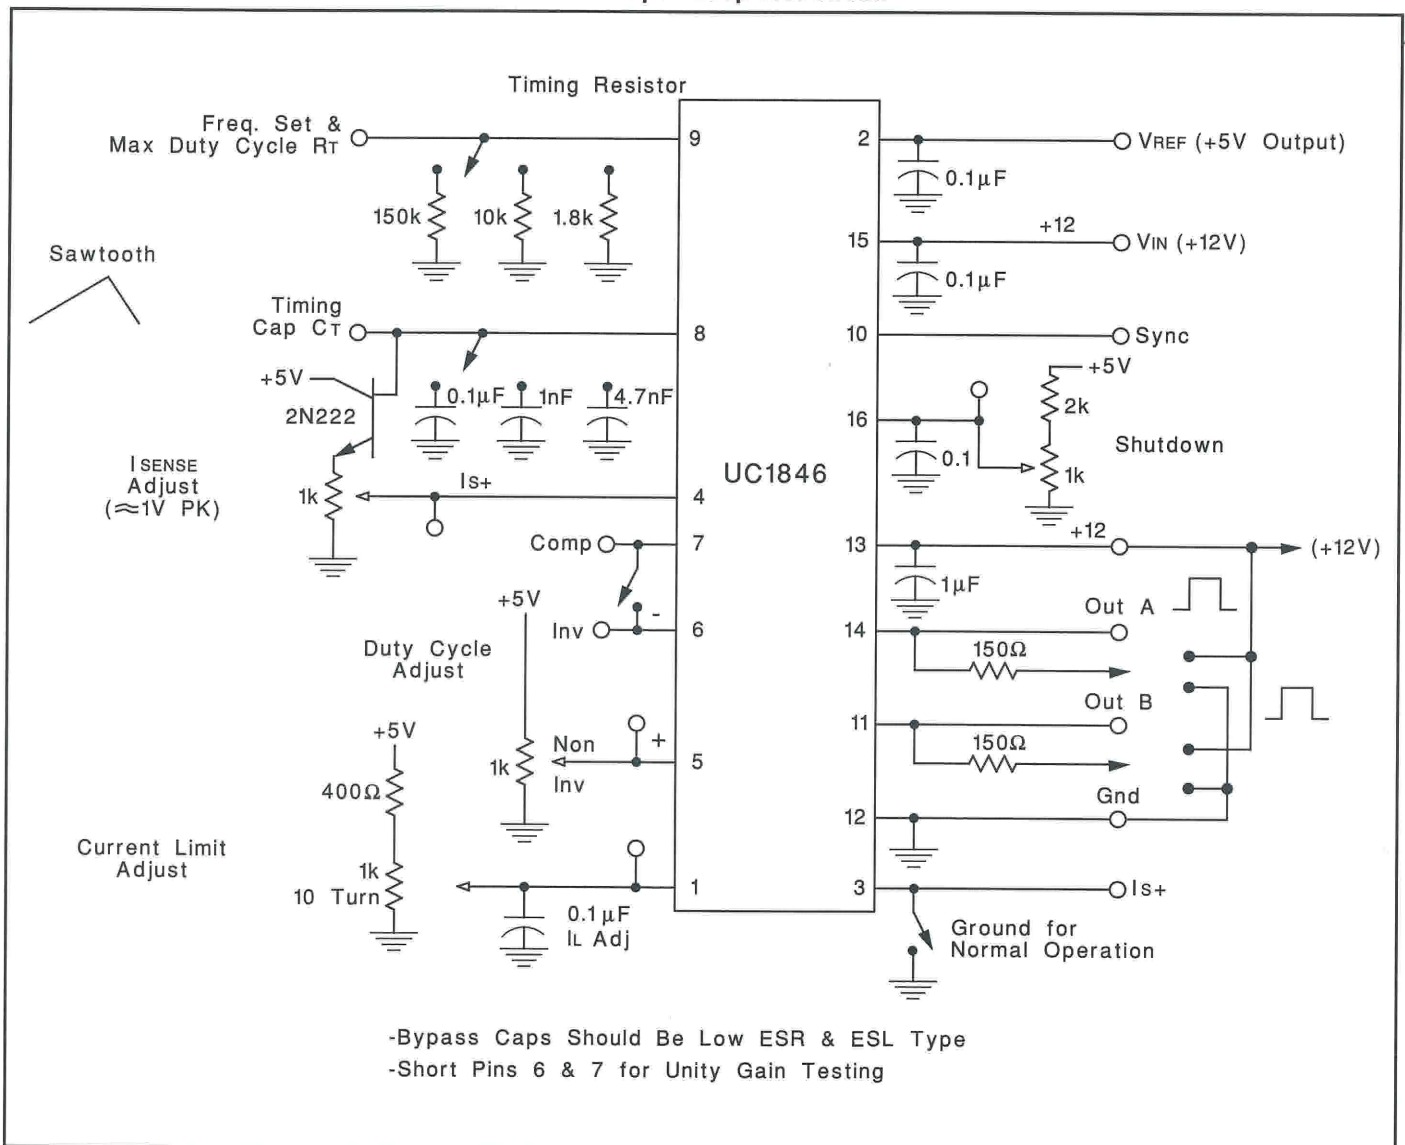 Timing Resistor
Freq. Set &
Max Duty Cycle RT
9
150k
10k
1.8k
Sawtooth
Timing
Cap CT
8
+5V
2N222
0.1µF
1nF
4.7nF
ISENSE
Adjust
(≈1V PK)
1k
Is+
4
Comp
7
+5V
-
Inv
6
Duty Cycle
Adjust
+5V
400Ω
1k
Non
Inv
+
5
Current Limit
Adjust
1k
10 Turn
0.1µF
IL Adj
1
UC1846
2
VREF (+5V Output)
0.1µF
15
+12
VIN (+12V)
0.1µF
10
Sync
+5V
2k
16
0.1
1k
Shutdown
13
+12
(+12V)
1µF
Out A
14
150Ω
Out B
11
150Ω
Gnd
12
3
Is+
Ground for
Normal Operation
-Bypass Caps Should Be Low ESR & ESL Type
-Short Pins 6 & 7 for Unity Gain Testing